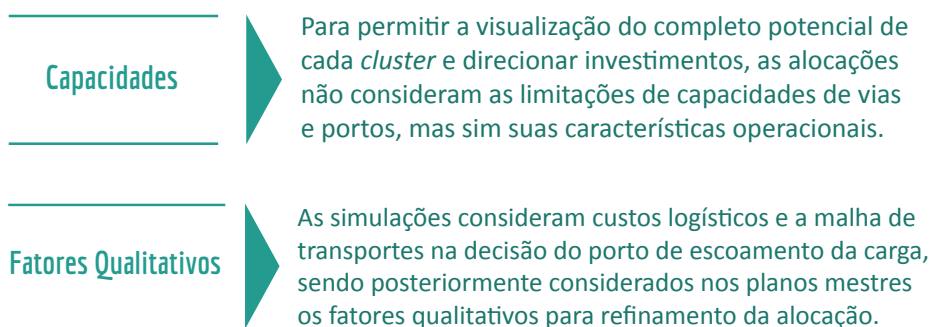 Capacidades
Para permitir a visualização do completo potencial de
cada cluster e direcionar investimentos, as alocações
não consideram as limitações de capacidades de vias
e portos, mas sim suas características operacionais.
Fatores Qualitativos
As simulações consideram custos logísticos e a malha de
transportes na decisão do porto de escoamento da carga,
sendo posteriormente considerados nos planos mestres
os fatores qualitativos para refinamento da alocação.